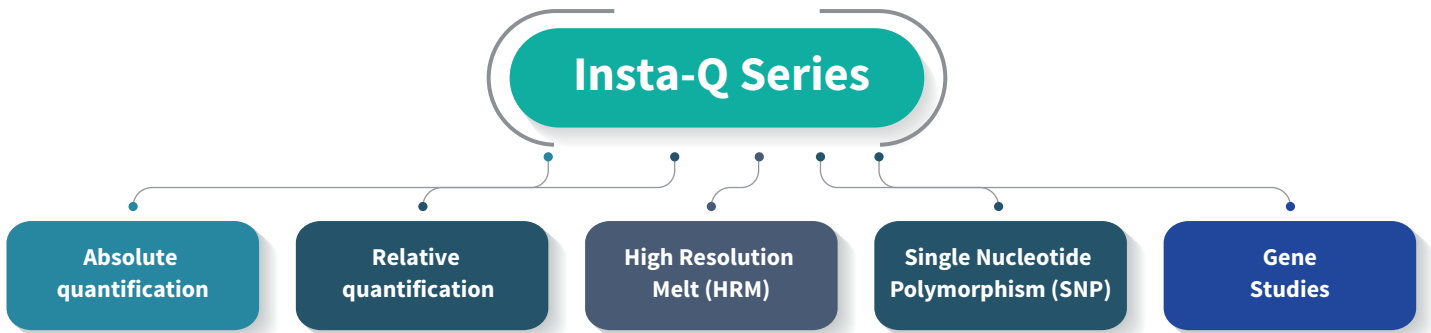 Insta-Q Series
Absolute
quantification
Relative
quantification
High Resolution
Melt (HRM)
Single Nucleotide
Polymorphism (SNP)
Gene
Studies